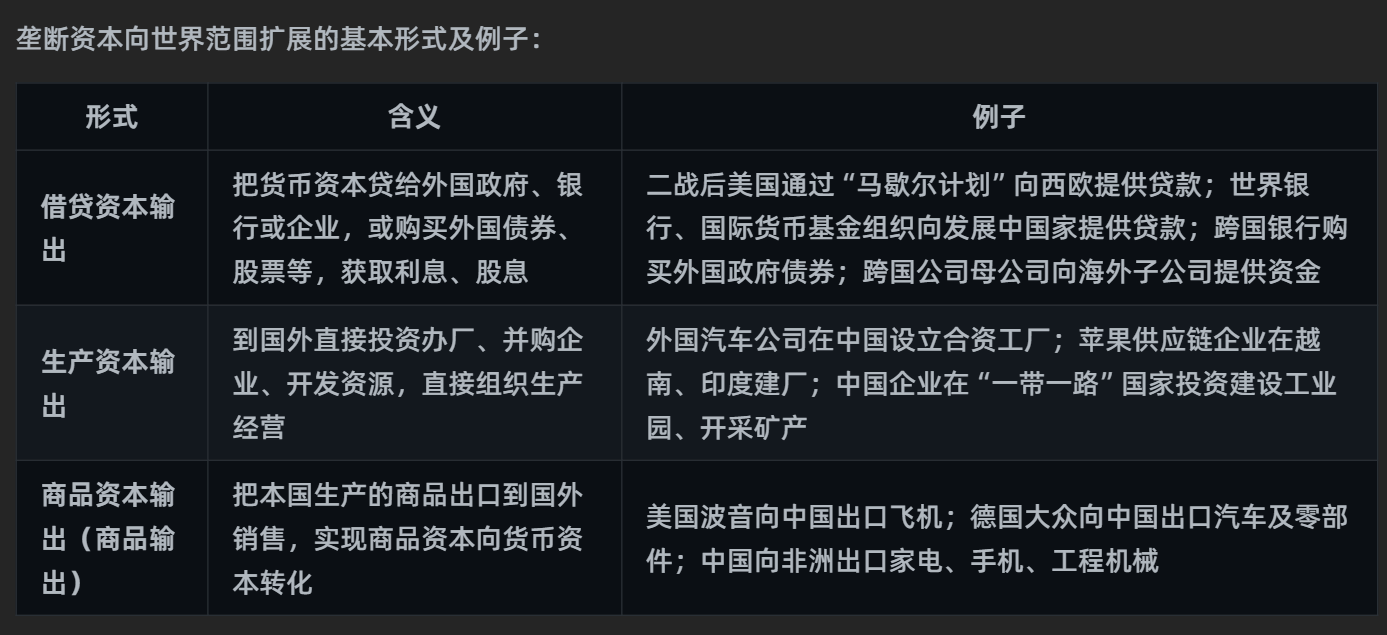 垄断资本向世界范围扩展的基本形式及例子：
形式
含义
例子
借贷资本输
出
把货币资本贷给外国政府、银
行或企业，或购买外国债券、
股票等，获取利息、股息
二战后美国通过“马歇尔计划”向西欧提供贷款；世界银
行、国际货币基金组织向发展中国家提供贷款；跨国银行购
买外国政府债券；跨国公司母公司向海外子公司提供资金
生产资本输
出
到国外直接投资办厂、并购企
业、开发资源，直接组织生产
经营
外国汽车公司在中国设立合资工厂；苹果供应链企业在越
南、印度建厂；中国企业在“一带一路”国家投资建设工业
园、开采矿产
商品资本输
出（商品输
出）
把本国生产的商品出口到国外
销售，实现商品资本向货币资
本转化
美国波音向中国出口飞机；德国大众向中国出口汽车及零部
件；中国向非洲出口家电、手机、工程机械